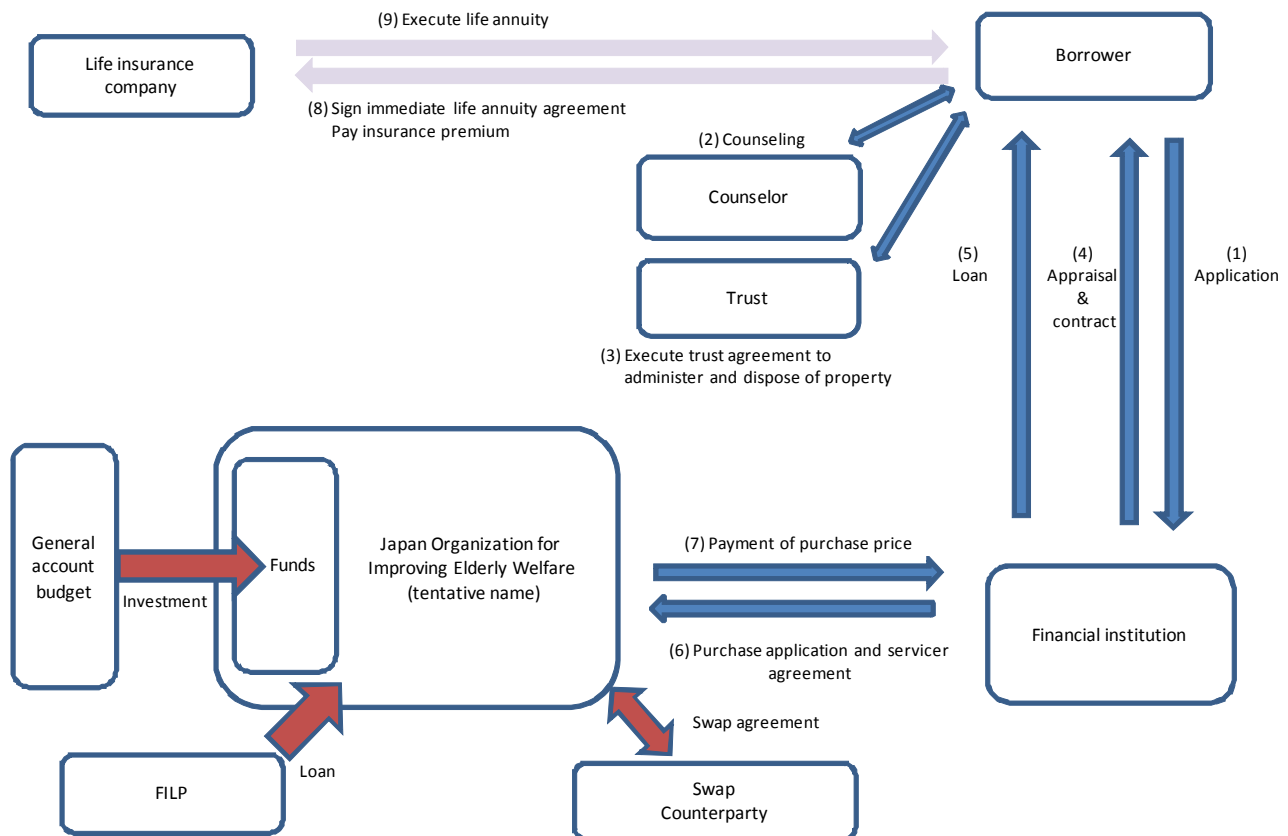 (9) Execute life annuity
Life insurance
company
Borrower
(8) Sign immediate life annuity agreement
Pay insurance premium
(2) Counseling
Counselor
Trust
(3) Execute trust agreement to
administer and dispose of property
(5)
Loan
(4)
Appraisal
&
contract
(1)
Application
General
account
budget
Investment
Funds
Japan Organization for
Improving Elderly Welfare
(tentative name)
(7) Payment of purchase price
(6) Purchase application and servicer
agreement
Financial institution
Swap agreement
Loan
FILP
Swap
Counterparty